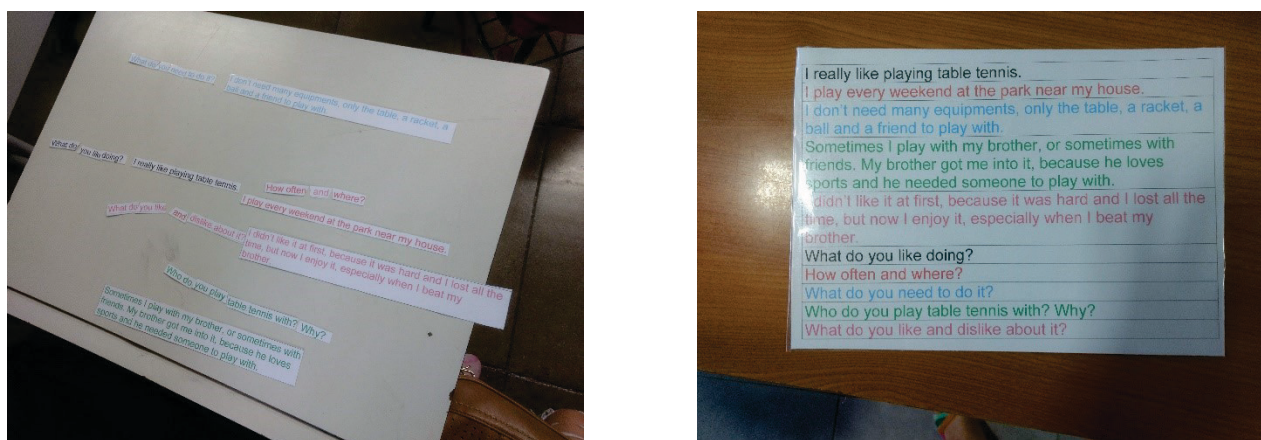 What do you need to do it?
I don't need many equipments, only the table, a racket, a
ball and a friend to play with.
What do you like doing?
I really like playing table tennis.
How often and where?
I play every weekend at the park near my house.
What do you like and dislike about it?
I didn't like it at first, because it was hard and I lost all the
time, but now I enjoy it, especially when I beat my
brother.
Who do you play table tennis with? Why?
Sometimes I play with my brother, or sometimes with
friends. My brother got me into it, because he loves
sports and he needed someone to play with.
I really like playing table tennis.
I play every weekend at the park near my house.
I don't need many equipments, only the table, a racket, a
ball and a friend to play with.
Sometimes I play with my brother, or sometimes with
friends. My brother got me into it, because he loves
sports and he needed someone to play with.
I didn't like it at first, because it was hard and I lost all the
time, but now I enjoy it, especially when I beat my
brother.
What do you like doing?
How often and where?
What do you need to do it?
Who do you play table tennis with? Why?
What do you like and dislike about it?